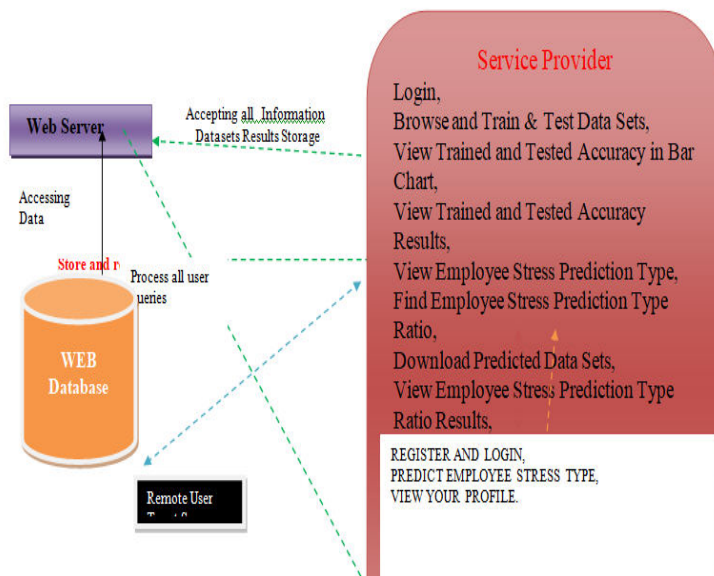 Service Provider
Login,
Browse and Train & Test Data Sets,
View Trained and Tested Accuracy in Bar
Chart,
View Trained and Tested Accuracy
Results,
View Employee Stress Prediction Type,
Find Employee Stress Prediction Type
Ratio,
Download Predicted Data Sets,
View Employee Stress Prediction Type
Ratio Results,
REGISTER AND LOGIN,
PREDICT EMPLOYEE STRESS TYPE,
VIEW YOUR PROFILE.
Web Server
Accepting all Information
Datasets Results Storage
Accessing
Data
Store and
Process all user
queries
WEB
Database
Remote User